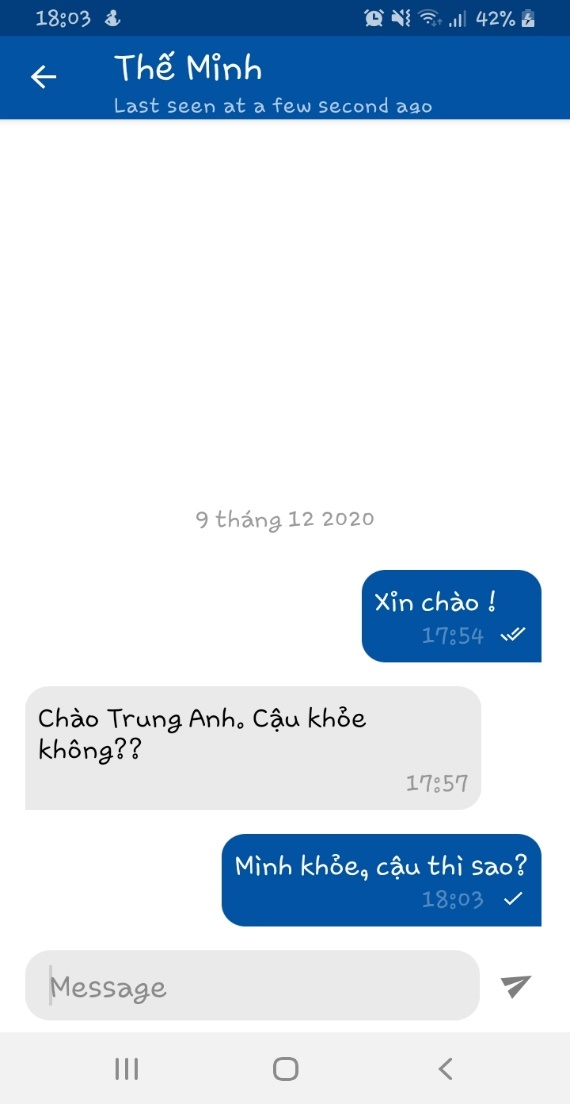 18:03
42%
Thế Minh
Last seen at a few second ago
9 tháng 12 2020
Xin chào !
17:54
Chào Trung Anh. Cậu khỏe
không??
17:57
Mình khỏe, cậu thì sao?
18:03
Message